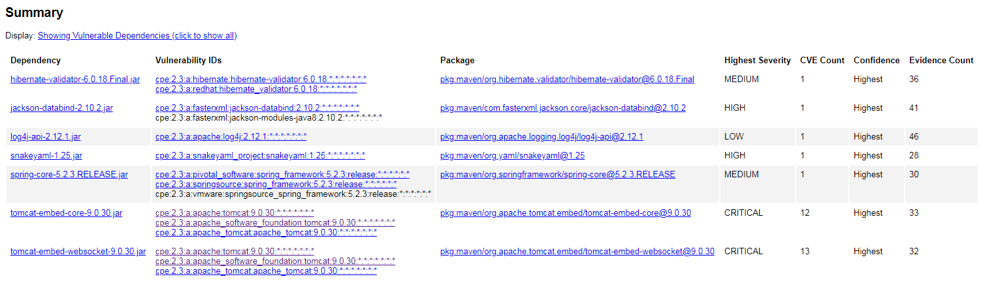 Summary
Display: Showing Vulnerable Dependencies (click to show all)
Dependency Vulnerability IDs Package Highest Severity CVE Count Confidence Evidence Count
hibernate-validator-6.0.18.Final.jar cpe:2.3:a:hibernate:hibernate-validator:6.0.18:*:*:*:*:*:*:* pkg:maven/org.hibernate.validator/hibernate-validator@6.0.18.Final MEDIUM 1 Highest 36
cpe:2.3:a:redhat:hibernate_validator:6.0.18:*:*:*:*:*:*:*
jackson-databind-2.10.2.jar cpe:2.3:a:fasterxml:jackson-databind:2.10.2:*:*:*:*:*:*:* pkg:maven/com.fasterxml.jackson.core/jackson-databind@2.10.2 HIGH 1 Highest 41
cpe:2.3:a:fasterxml:jackson-modules-java8:2.10.2:*:*:*:*:*:*:*
log4j-api-2.12.1.jar cpe:2.3:a:apache:log4j:2.12.1:*:*:*:*:*:*:* pkg:maven/org.apache.logging.log4j/log4j-api@2.12.1 LOW 1 Highest 46
snakeyaml-1.25.jar cpe:2.3:a:snakeyaml_project:snakeyaml:1.25:*:*:*:*:*:*:* pkg:maven/org.yaml/snakeyaml@1.25 HIGH 1 Highest 28
spring-core-5.2.3.RELEASE.jar cpe:2.3:a:pivotal_software:spring_framework:5.2.3:release:*:*:*:*:*:* pkg:maven/org.springframework/spring-core@5.2.3.RELEASE MEDIUM 1 Highest 30
cpe:2.3:a:springsource:spring_framework:5.2.3:release:*:*:*:*:*:*
cpe:2.3:a:vmware:springsource_spring_framework:5.2.3:release:*:*:*:*:*:*
tomcat-embed-core-9.0.30.jar cpe:2.3:a:apache:tomcat:9.0.30:*:*:*:*:*:*:* pkg:maven/org.apache.tomcat.embed/tomcat-embed-core@9.0.30 CRITICAL 12 Highest 33
cpe:2.3:a:apache_software_foundation:tomcat:9.0.30:*:*:*:*:*:*:*
cpe:2.3:a:apache_tomcat:apache_tomcat:9.0.30:*:*:*:*:*:*:*
tomcat-embed-websocket-9.0.30.jar cpe:2.3:a:apache:tomcat:9.0.30:*:*:*:*:*:*:* pkg:maven/org.apache.tomcat.embed/tomcat-embed-websocket@9.0.30 CRITICAL 13 Highest 32
cpe:2.3:a:apache_software_foundation:tomcat:9.0.30:*:*:*:*:*:*:*
cpe:2.3:a:apache_tomcat:apache_tomcat:9.0.30:*:*:*:*:*:*:*